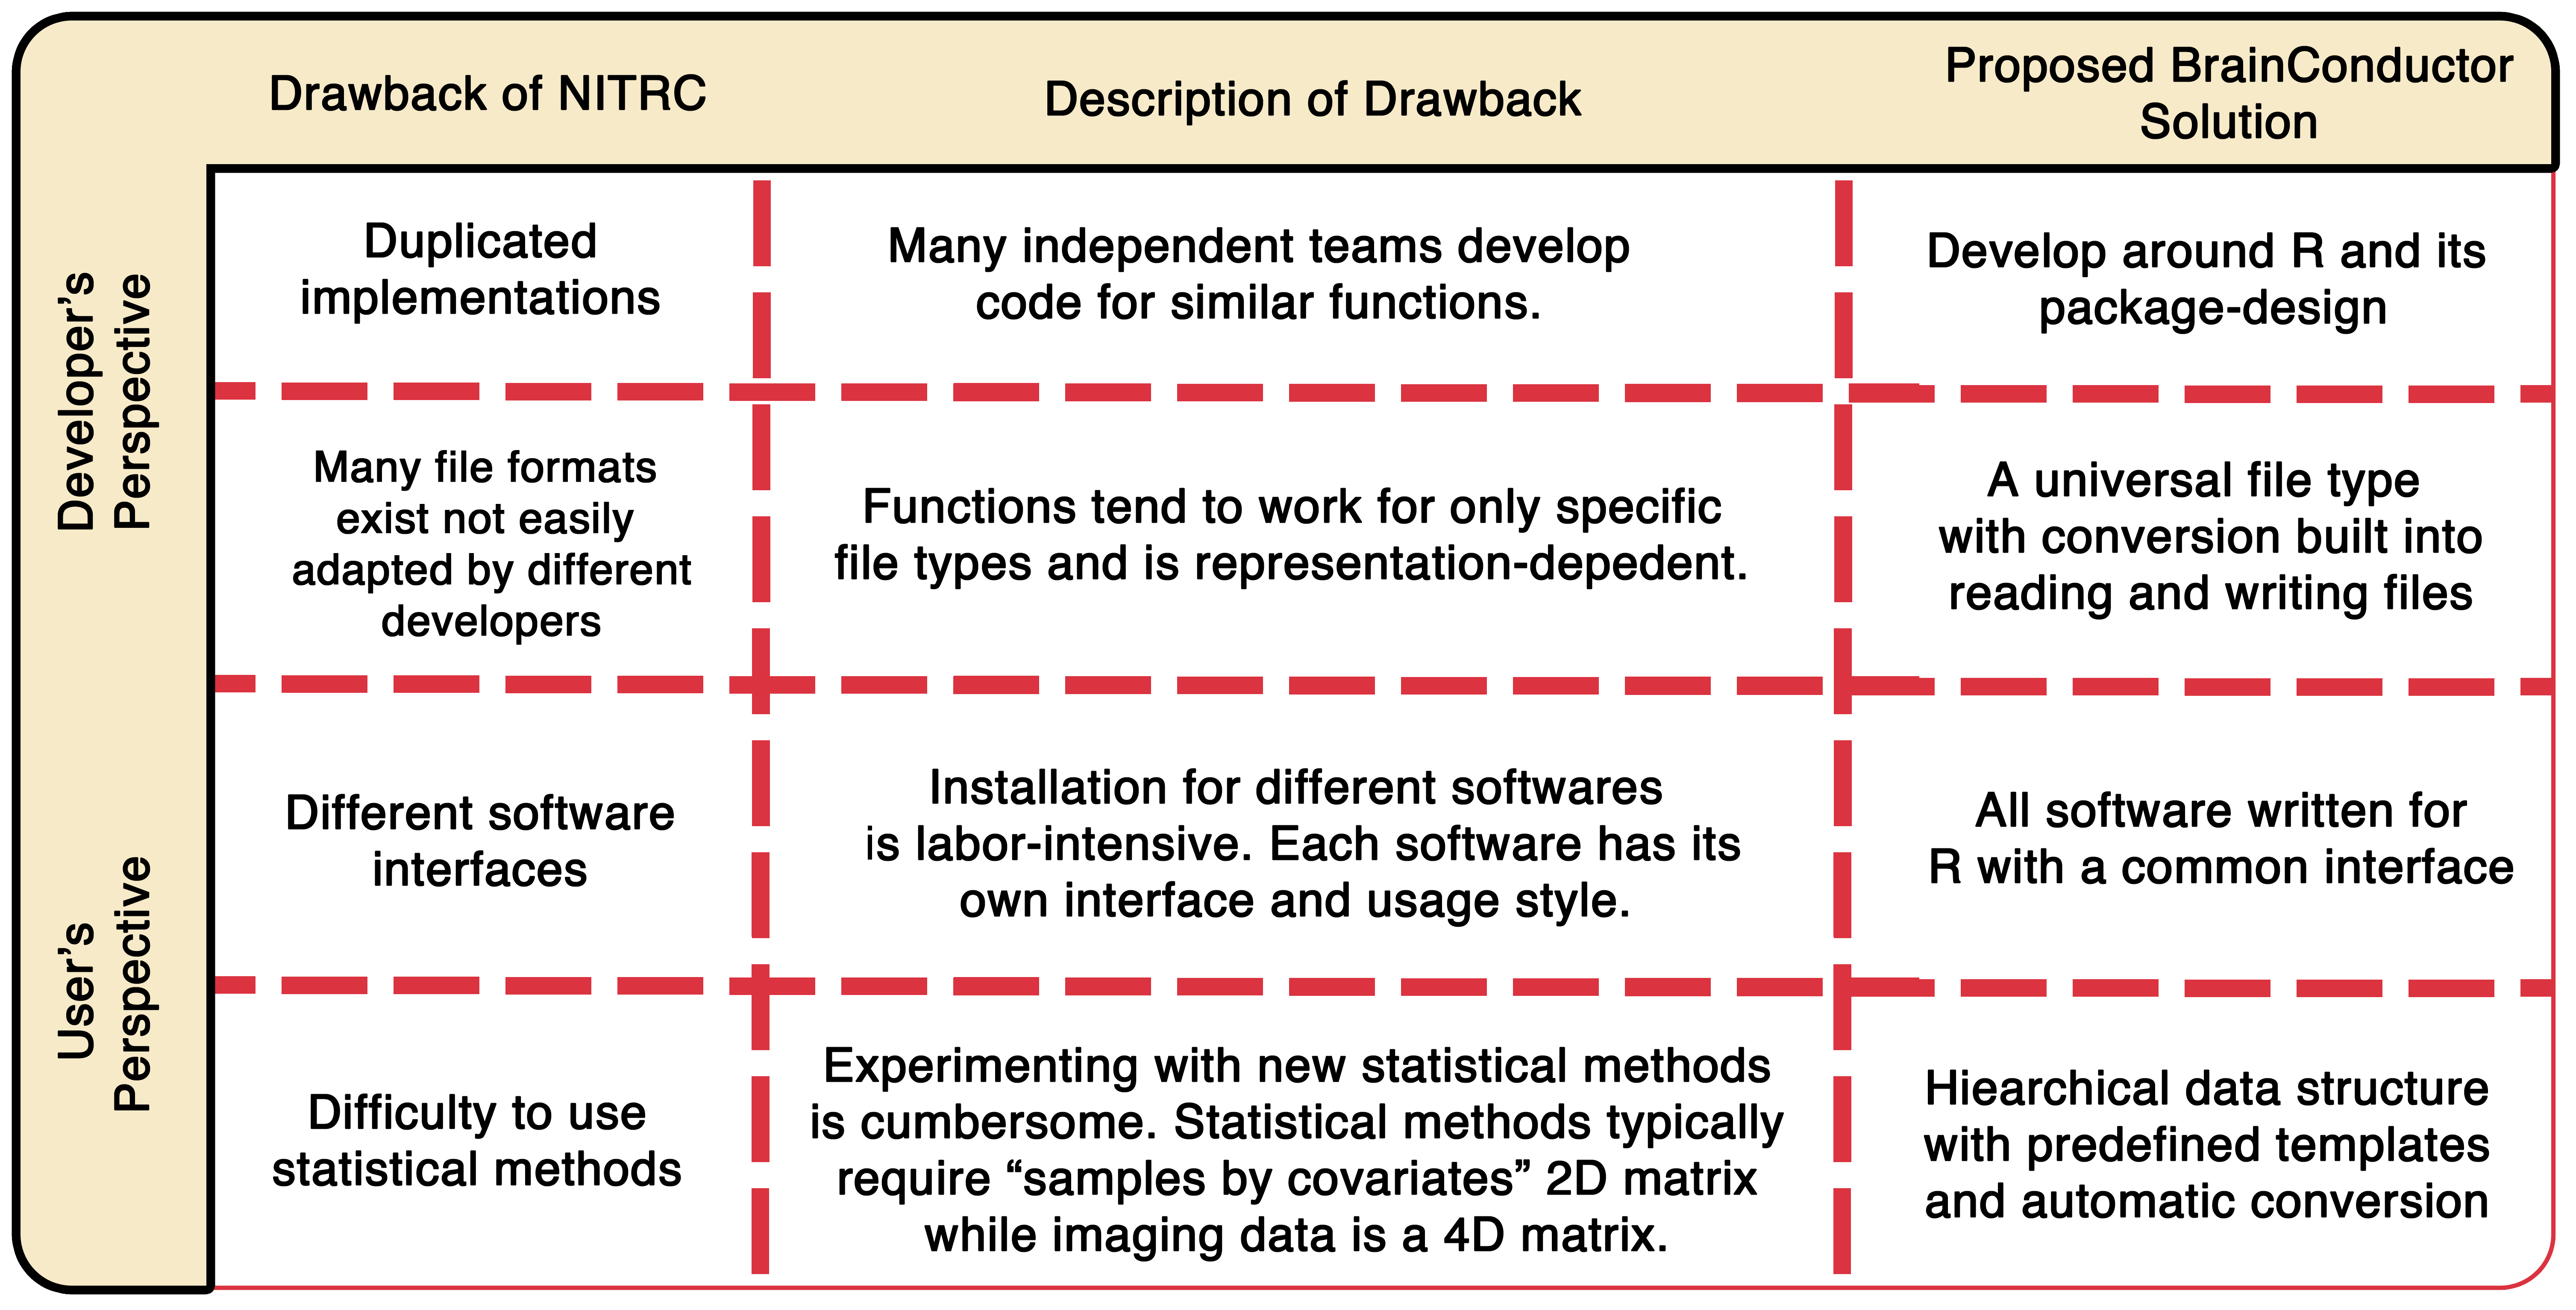 Drawback of NITRC
Description of Drawback
Proposed BrainConductor
Solution
Developer's
Perspective
Duplicated
implementations
Many independent teams develop
code for similar functions.
Develop around R and its
package-design
Many file formats
exist not easily
adapted by different
developers
Functions tend to work for only specific
file types and is representation-depedent.
A universal file type
with conversion built into
reading and writing files
User's
Perspective
Different software
interfaces
Installation for different softwares
is labor-intensive. Each software has its
own interface and usage style.
All software written for
R with a common interface
Difficulty to use
statistical methods
Experimenting with new statistical methods
is cumbersome. Statistical methods typically
require “samples by covariates” 2D matrix
while imaging data is a 4D matrix.
Hiearchical data structure
with predefined templates
and automatic conversion